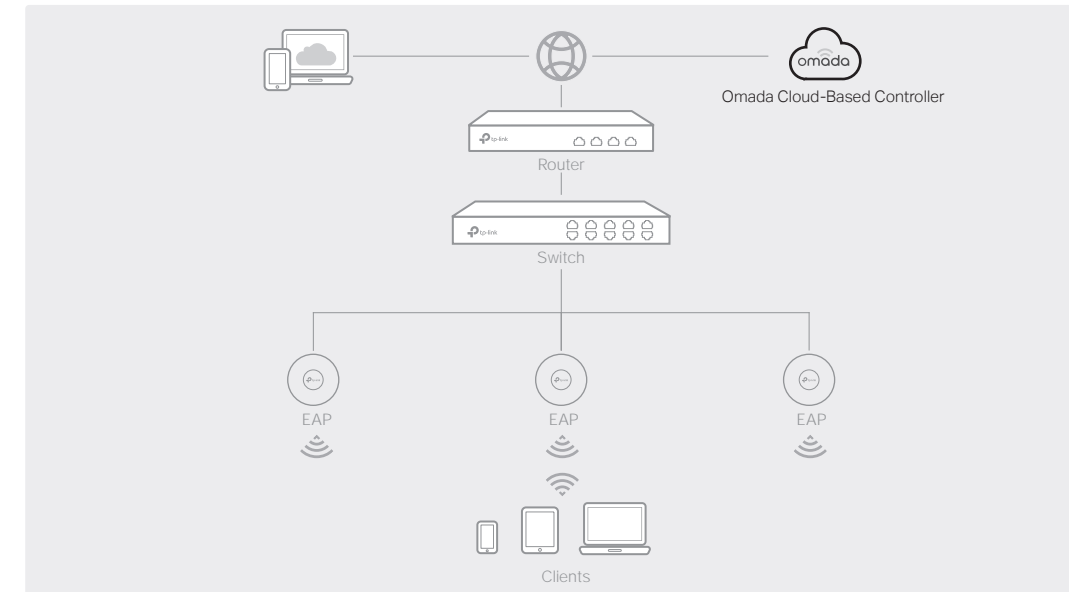 omada
Omada Cloud-Based Controller
tp-link
Router
tp-link
Switch
EAP
EAP
EAP
Clients